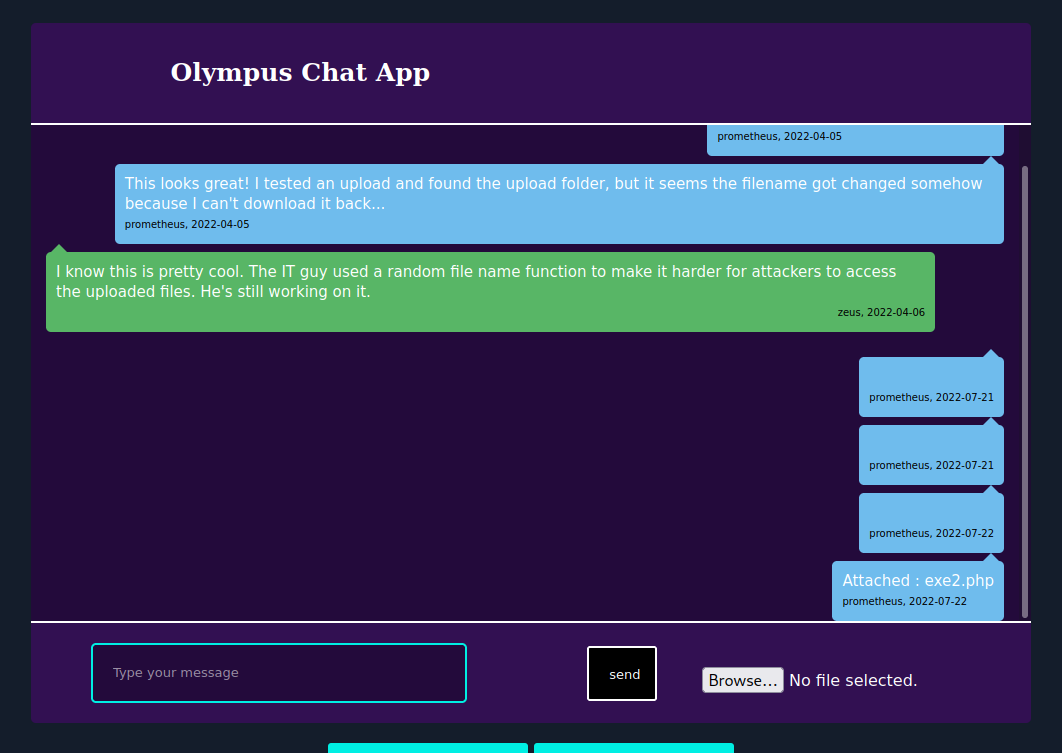 Olympus Chat App
prometheus, 2022-04-05
This looks great! I tested an upload and found the upload folder, but it seems the filename got changed somehow
because I can't download it back...
prometheus, 2022-04-05
I know this is pretty cool. The IT guy used a random file name function to make it harder for attackers to access
the uploaded files. He's still working on it.
zeus, 2022-04-06
prometheus, 2022-07-21
prometheus, 2022-07-21
prometheus, 2022-07-22
Attached : exe2.php
prometheus, 2022-07-22
Type your message
send
Browse... No file selected.